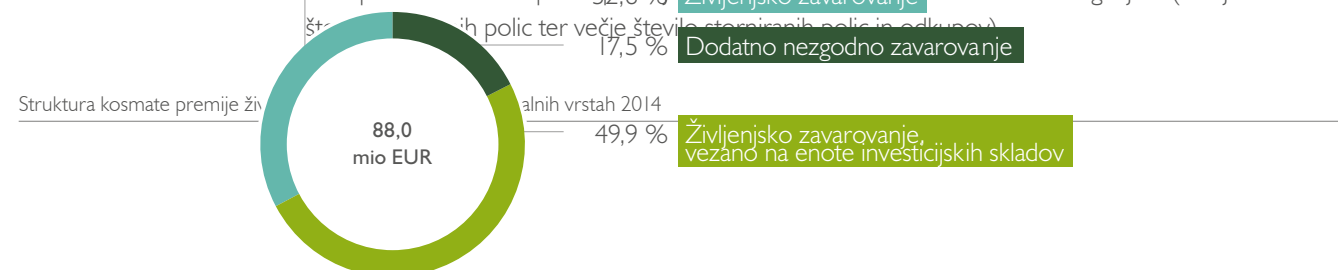 Življenjsko zavarovanje
ih polic ter večje število storniranih polic in odkupov)
17,5 % Dodatno nezgodno zavarovanje
Struktura kosmate premije alnih vrstah 2014
88,0
mio EUR
49,9 % Življenjsko zavarovanje,
vezano na enote investicijskih skladov